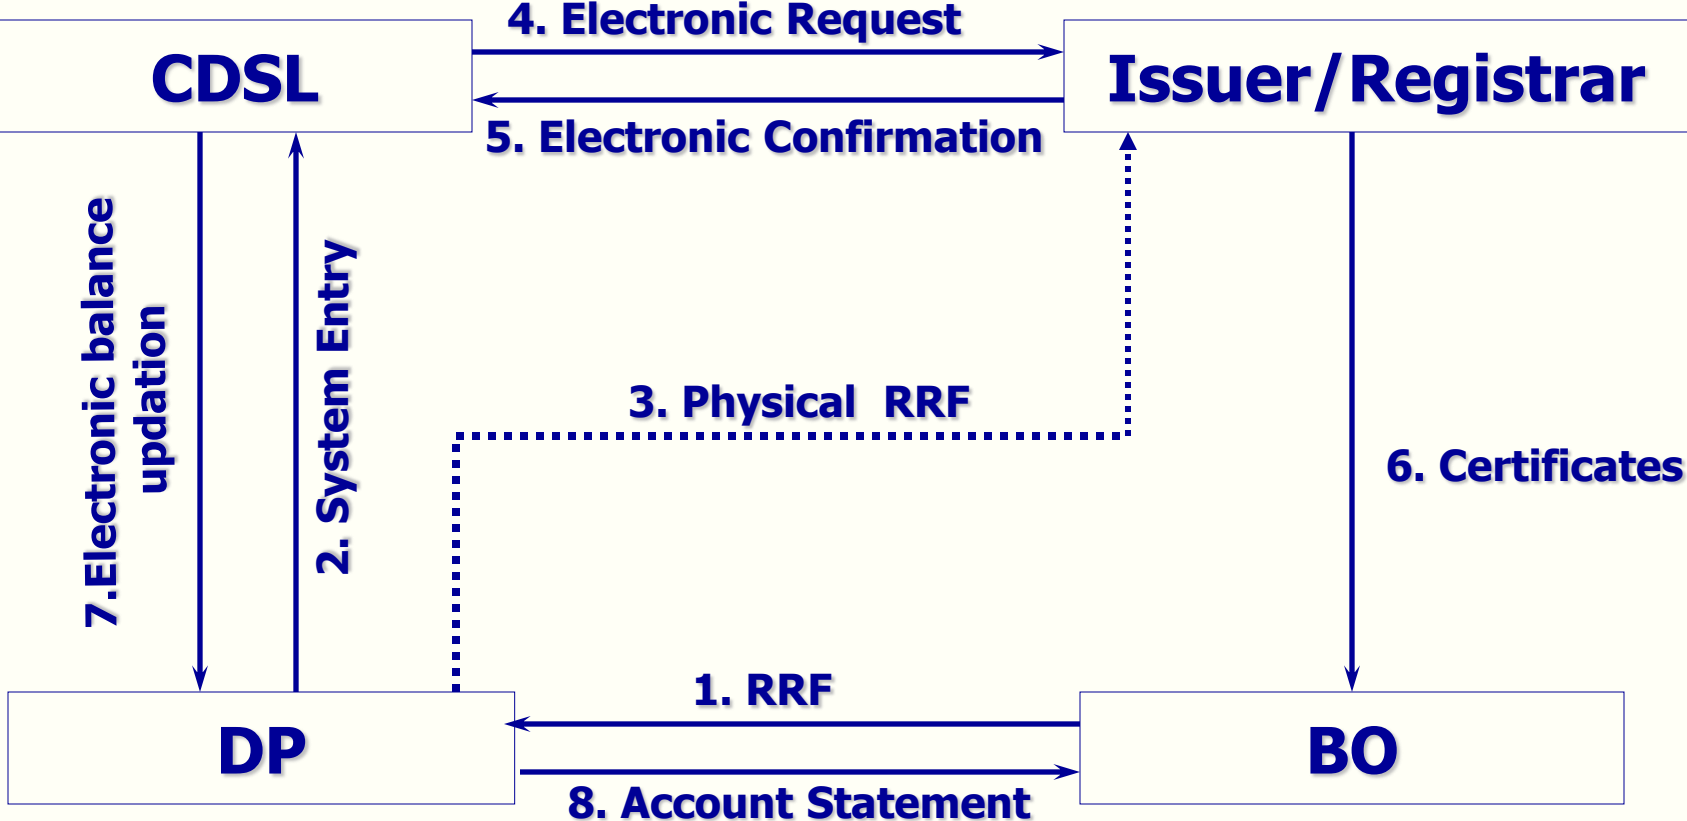 4. Electronic Request
CDSL
Issuer/Registrar
5. Electronic Confirmation
7.Electronic balance
updation
2. System Entry
3. Physical  RRF
6. Certificates
1. RRF
DP
BO
8. Account Statement